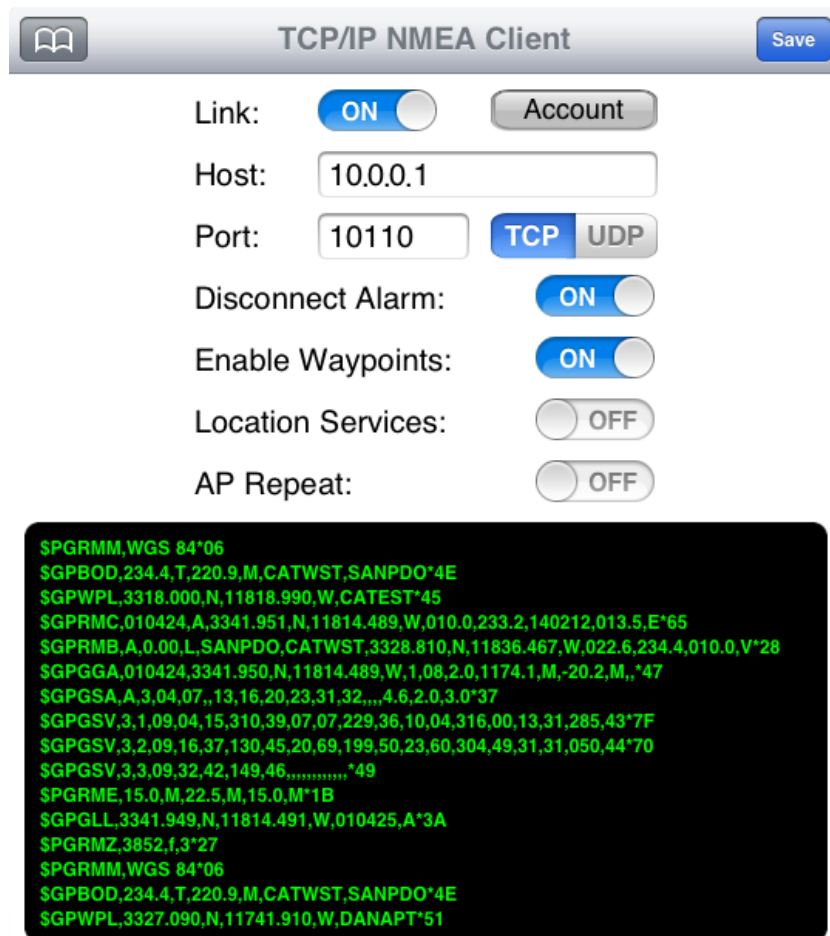 TCP/IP NMEA Client Save
Link: ON Account
Host: 10.0.0.1
Port: 10110 TCP UDP
Disconnect Alarm: ON
Enable Waypoints: ON
Location Services: OFF
AP Repeat: OFF
$PGRMM,WGS 84*06
$GPBOD,234.4,T,220.9,M,CATWST,SANPDO*4E
$GPWPL,3318.000,N,11818.990,W,CATEST*45
$GPRMC,010424,A,3341.951,N,11814.489,W,010.0,233.2,140212,013.5,E*65
$GPRMB,A,0.00,L,SANPDO,CATWST,3328.810,N,11836.467,W,022.6,234.4,010.0,V*28
$GPGGA,010424,3341.950,N,11814.489,W,1,08,2.0,1174.1,M,-20.2,M,,*47
$GPGSA,A,3,04,07,,13,16,20,23,31,32,,,,4.6,2.0,3.0*37
$GPGSV,3,1,09,04,15,310,39,07,07,229,36,10,04,316,00,13,31,285,43*7F
$GPGSV,3,2,09,16,37,130,45,20,69,199,50,23,60,304,49,31,31,050,44*70
$GPGSV,3,3,09,32,42,149,46,,,,,,,,,,,,,*49
$PGRME,15.0,M,22.5,M,15.0,M*1B
$GPGLL,3341.949,N,11814.491,W,010425,A*3A
$PGRMZ,3852,f,3*27
$PGRMM,WGS 84*06
$GPBOD,234.4,T,220.9,M,CATWST,SANPDO*4E
$GPWPL,3327.090,N,11741.910,W,DANAPT*51